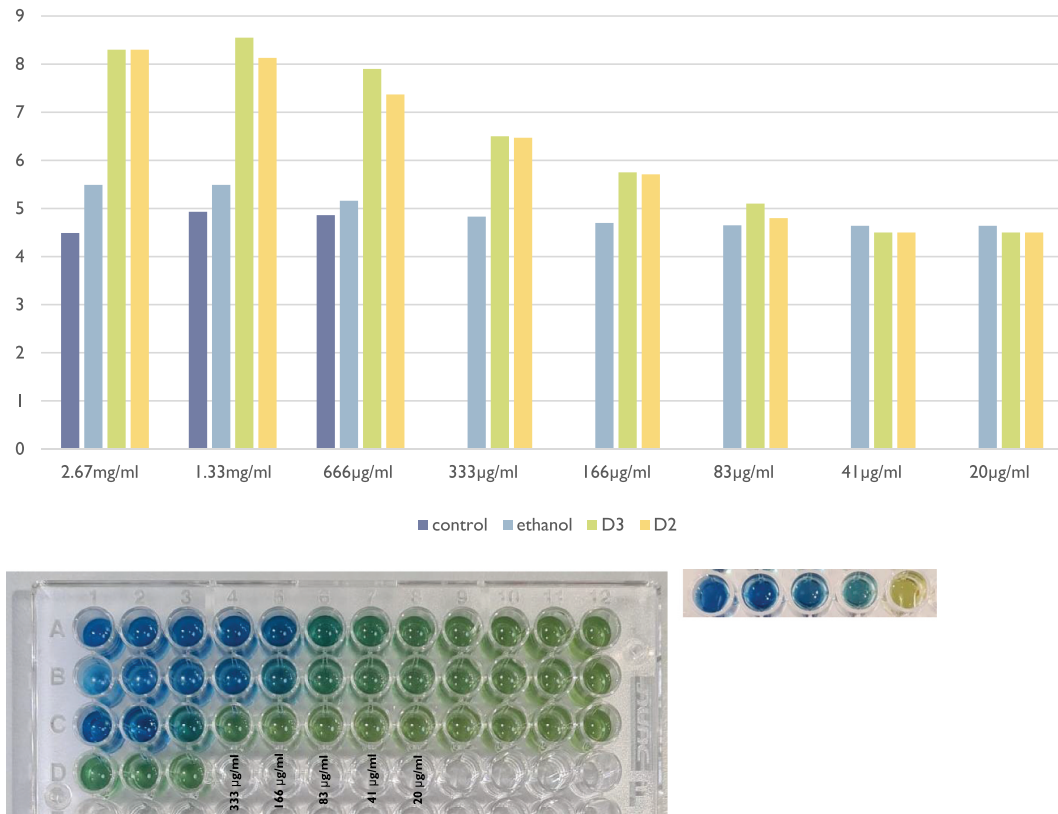 9
8
7
6
5
4
3
2
1
0
2.67mg/ml 1.33mg/ml 666µg/ml 333µg/ml 166µg/ml 83µg/ml 41µg/ml 20µg/ml
control ethanol D3 D2
1 2 3 4 5 6 7 8 9 10 11 12
A
B
C
D
333 µg/ml
166 µg/ml
83 µg/ml
41 µg/ml
20 µg/ml